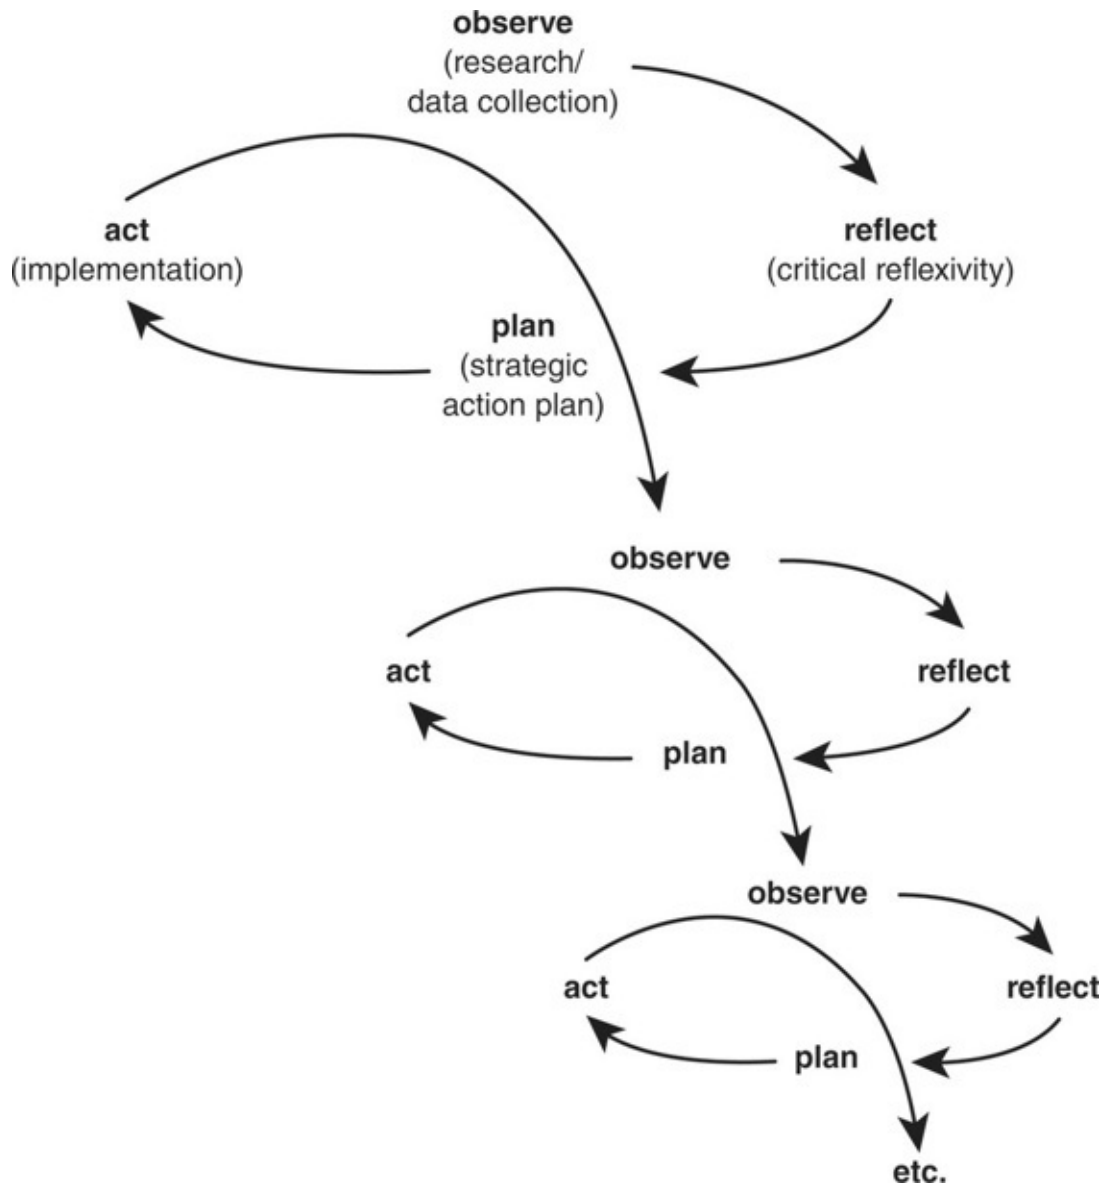 observe
(research/
data collection)
act
(implementation)
reflect
(critical reflexivity)
plan
(strategic
action plan)
observe
act
reflect
plan
observe
act
reflect
plan
etc.